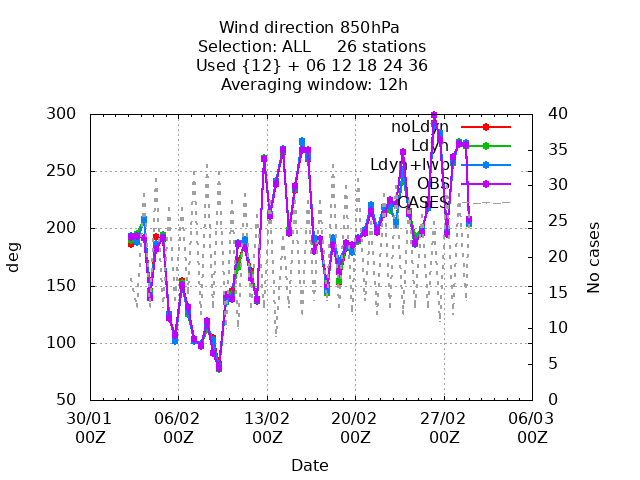 Wind direction 850hPa
Selection: ALL 26 stations
Used {12} + 06 12 18 24 36
Averaging window: 12h
noLdyn
Ldyn
Ldyn+lwp
OBS
CASES
300
250
200
150
100
50
deg
40
35
30
25
20
15
10
5
0
No cases
30/01 06/02 13/02 20/02 27/02 06/03
00Z 00Z 00Z 00Z 00Z 00Z
Date